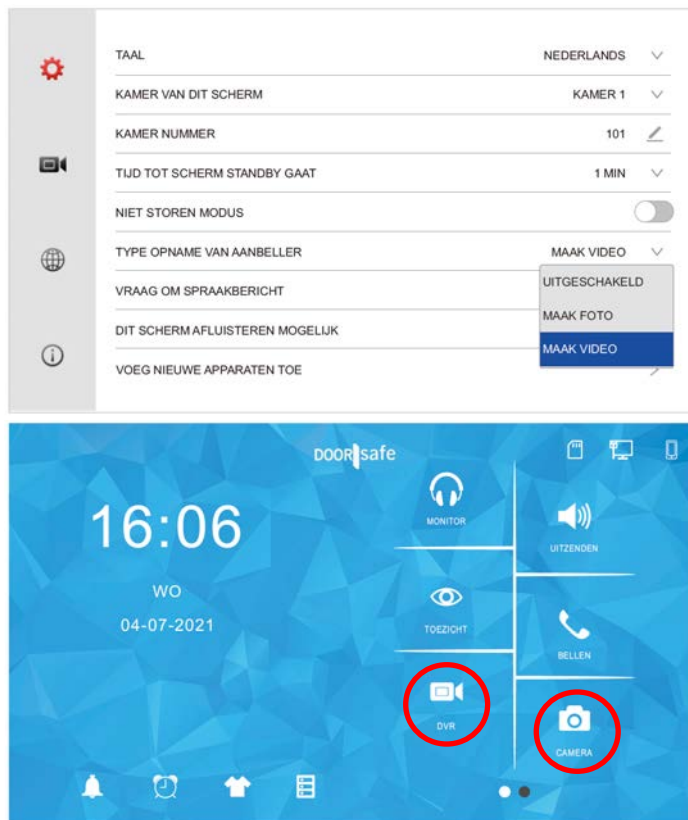 TAAL NEDERLANDS
KAMER VAN DIT SCHERM KAMER 1
KAMER NUMMER 101
TIJD TOT SCHERM STANDBY GAAT 1 MIN
NIET STOREN MODUS
TYPE OPNAME VAN AANBELLER MAAK VIDEO
UITGESCHAKELD
VRAAG OM SPRAAKBERICHT
MAAK FOTO
DIT SCHERM AFLUISTEREN MOGELIJK
MAAK VIDEO
VOEG NIEUWE APPARATEN TOE
DOOR safe
16:06
WO
04-07-2021
MONITOR
UITZENDEN
TOEZICHT
BELLEN
DVR
CAMERA